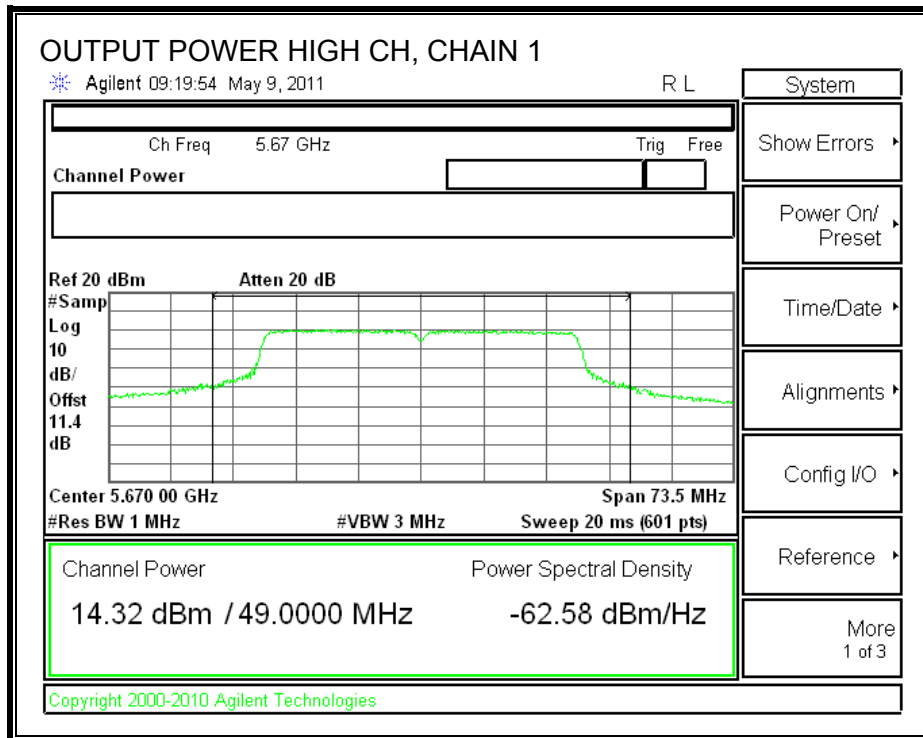 OUTPUT POWER HIGH CH, CHAIN 1
Agilent 09:19:54 May 9, 2011 R L
System
Ch Freq 5.67 GHz Trig Free
Channel Power
Show Errors
Power On/
Preset
Ref 20 dBm Atten 20 dB
#Samp
Log
10
dB/
Offst
11.4
dB
Time/Date
Alignments
Config I/O
Center 5.670 00 GHz Span 73.5 MHz
#Res BW 1 MHz #VBW 3 MHz Sweep 20 ms (601 pts)
Channel Power Power Spectral Density
14.32 dBm / 49.0000 MHz -62.58 dBm/Hz
Reference
More
1 of 3
Copyright 2000-2010 Agilent Technologies